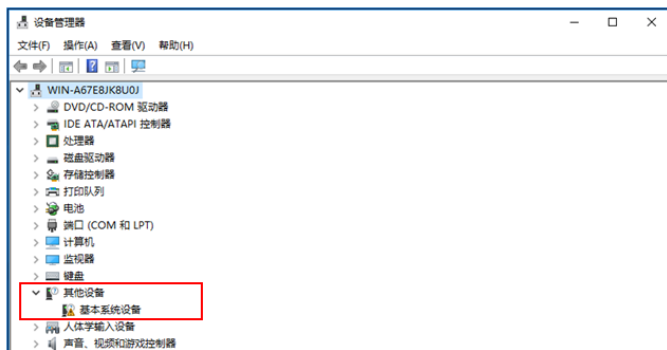 设备管理器
文件(F) 操作(A) 查看(V) 帮助(H)
WIN-A67E8JK8U0J
DVD/CD-ROM 驱动器
IDE ATA/ATAPI 控制器
处理器
磁盘驱动器
存储控制器
打印队列
电池
端口 (COM 和 LPT)
计算机
监视器
键盘
其他设备
基本系统设备
人体学输入设备
声音、视频和游戏控制器